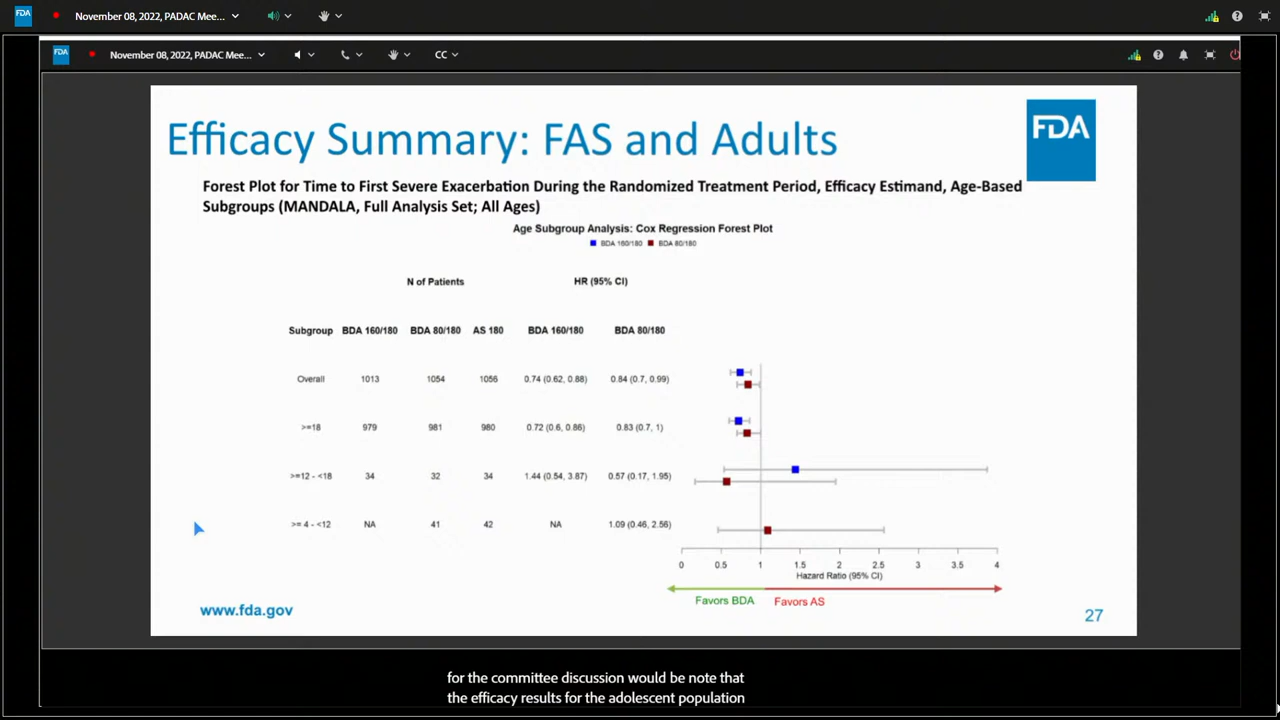 FDA
November 08, 2022, PADAC Mee...
FDA
November 08, 2022, PADAC Mee...
CC
Efficacy Summary: FAS and Adults
FDA
Forest Plot for Time to First Severe Exacerbation During the Randomized Treatment Period, Efficacy Estimand, Age-Based
Subgroups (MANDALA, Full Analysis Set; All Ages)
Age Subgroup Analysis: Cox Regression Forest Plot
BDA 160/180 BDA 80/180
N of Patients HR (95% CI)
Subgroup BDA 160/180 BDA 80/180 AS 180 BDA 160/180 BDA 80/180
Overall 1013 1054 1056 0.74 (0.62, 0.88) 0.84 (0.7, 0.99)
>=18 979 981 980 0.72 (0.6, 0.86) 0.83 (0.7, 1)
>=12 - <18 34 32 34 1.44 (0.54, 3.87) 0.57 (0.17, 1.95)
>= 4 - <12 NA 41 42 NA 1.09 (0.46, 2.56)
0 0.5 1 1.5 2 2.5 3 3.5 4
Hazard Ratio (95% CI)
Favors BDA Favors AS
www.fda.gov
27
for the committee discussion would be note that
the efficacy results for the adolescent population